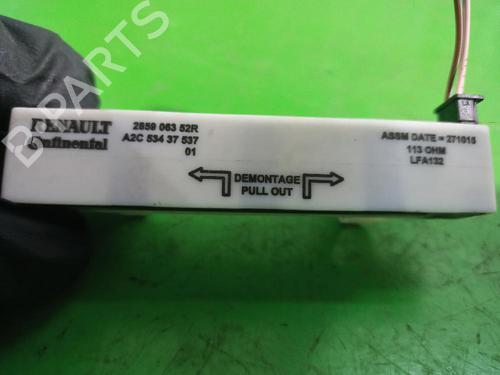 RENAULT
Continental
2859 063 52R
A2C 534 37 537
01
DEMONTAGE
PULL OUT
ASSM DATE = 271015
113 OHM
LFA132
B-PARTS